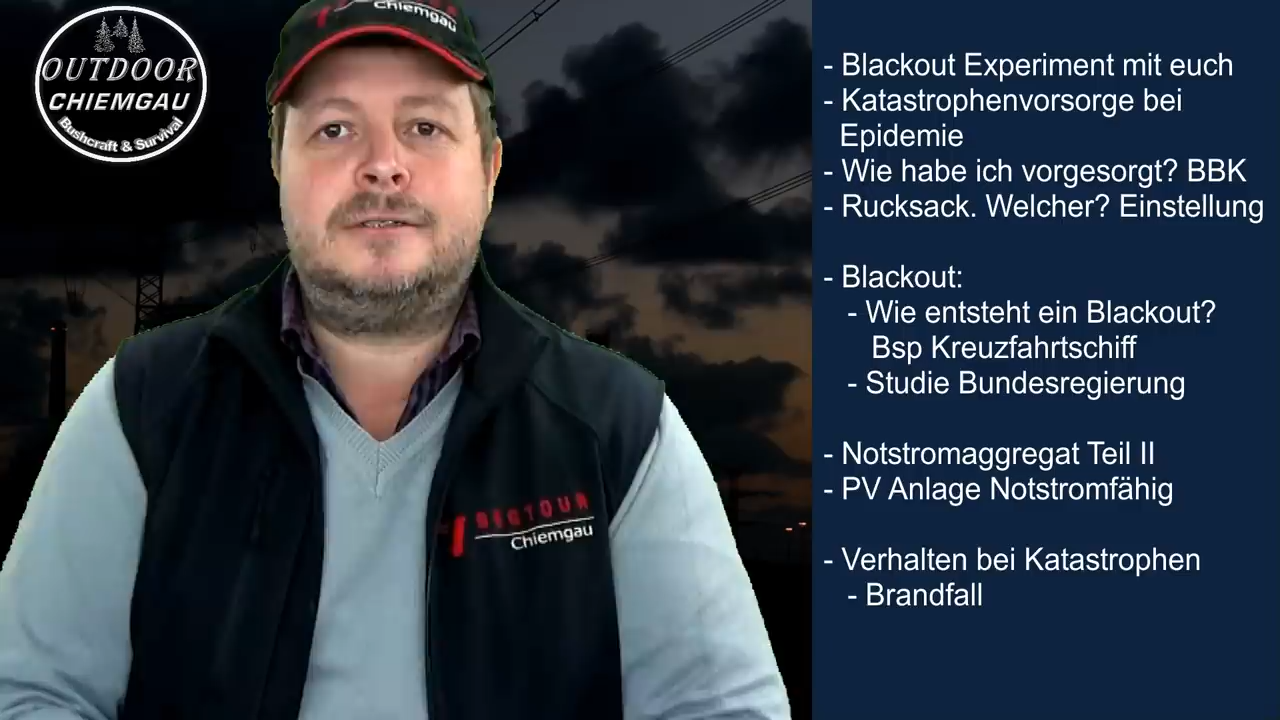 OUTDOOR
CHIEMGAU
Bushcraft & Survival
Chiemgau
BIGTOUR
Chiemgau
- Blackout Experiment mit euch
- Katastrophenvorsorge bei
Epidemie
- Wie habe ich vorgesorgt? BBK
- Rucksack. Welcher? Einstellung
- Blackout:
- Wie entsteht ein Blackout?
Bsp Kreuzfahrtschiff
- Studie Bundesregierung
- Notstromaggregat Teil II
- PV Anlage Notstromfähig
- Verhalten bei Katastrophen
- Brandfall